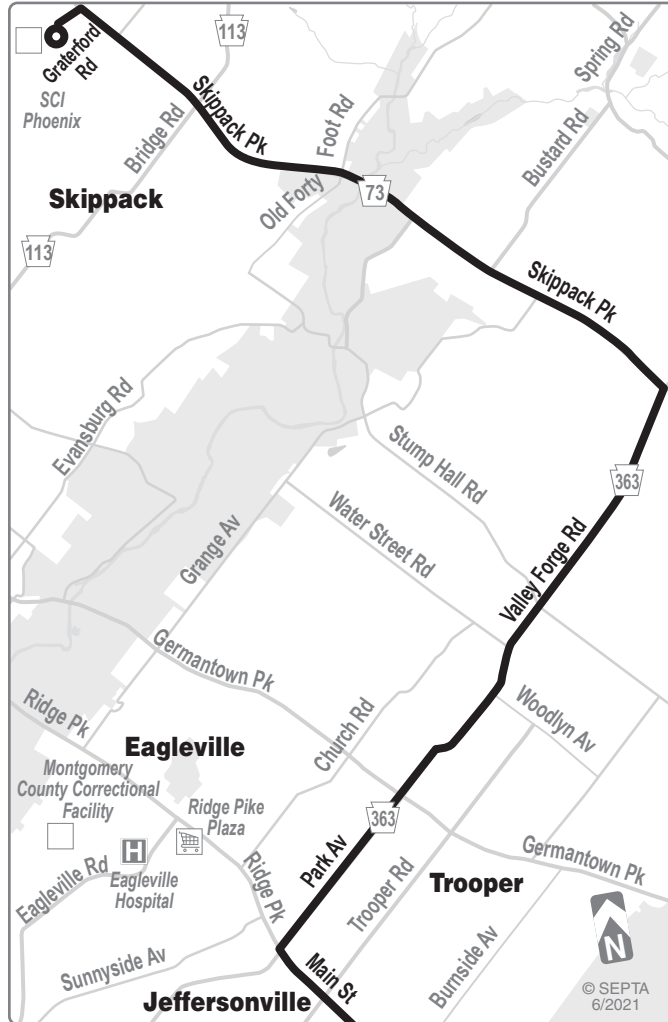 113
Graterford
Rd
SCI
Phoenix
Spring Rd
Skippack Pk
Foot Rd
Bridge Rd
Bustard Rd
Skippack
Old Forty
73
113
Skippack Pk
Evansburg Rd
Stump Hall Rd
363
Water Street Rd
Grange Av
Valley Forge Rd
Germantown Pk
Ridge Pk
Church Rd
Woodlyn Av
Eagleville
Montgomery
County Correctional
Facility
Ridge Pike
Plaza
363
H
Eagleville
Hospital
Eagleville Rd
Ridge Pk
Park Av
Trooper Rd
Germantown Pk
Trooper
Burnside Av
N
Sunnyside Av
Main St
Jeffersonville
© SEPTA
6/2021